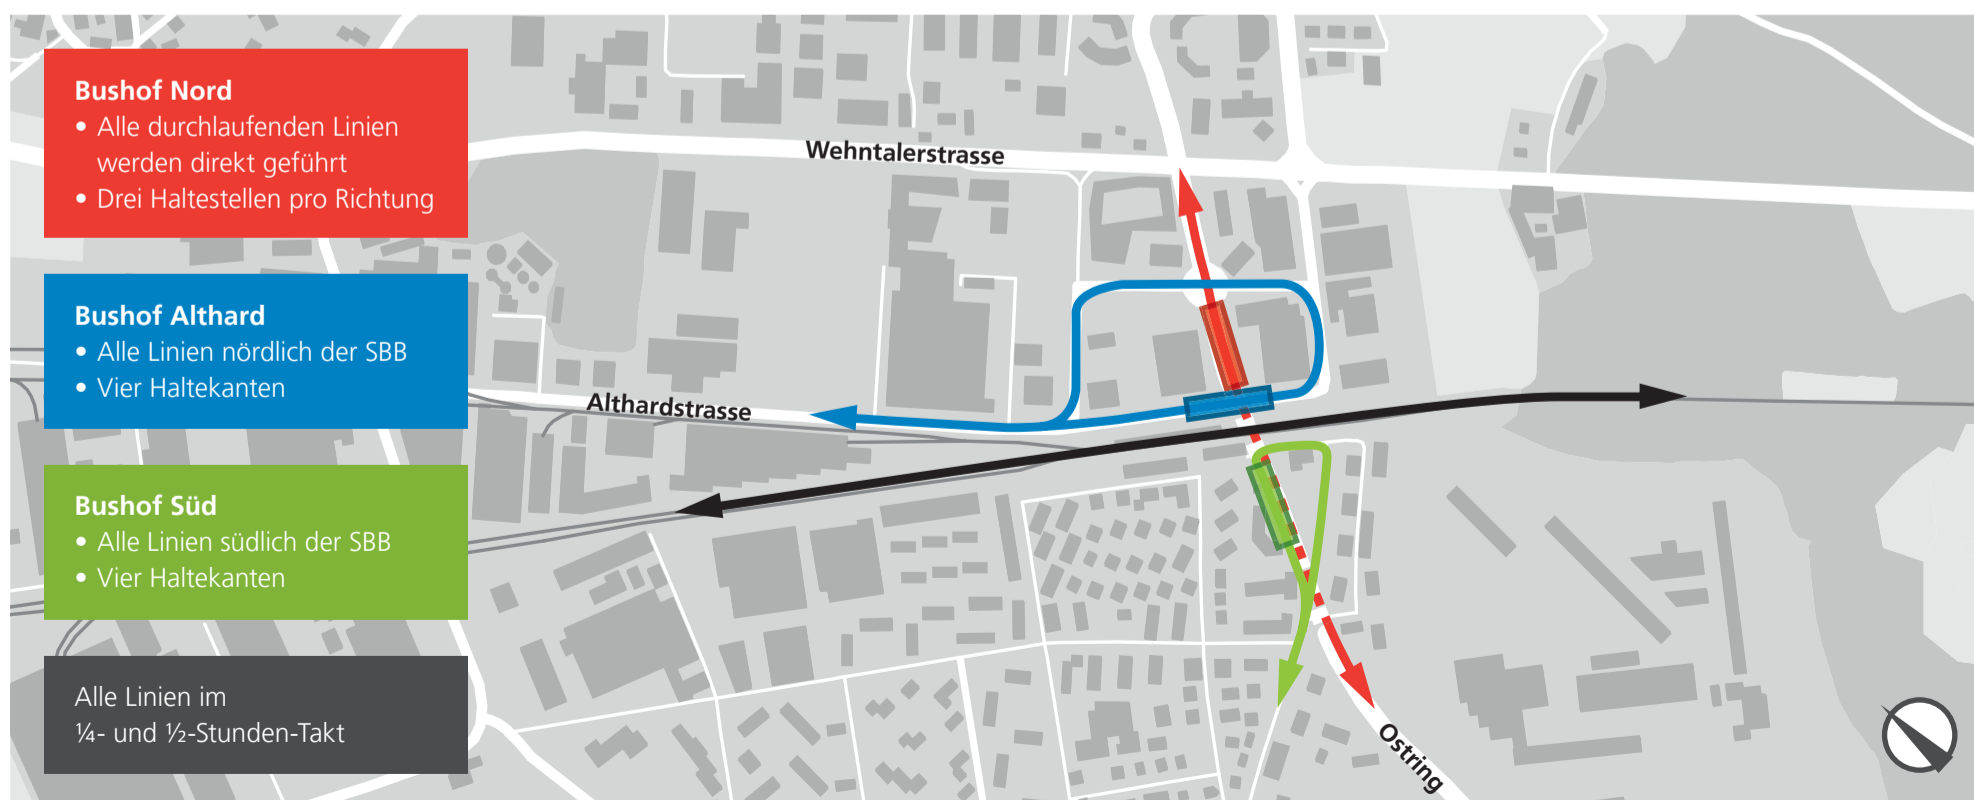 Bushof Nord
• Alle durchlaufenden Linien
werden direkt geführt
• Drei Haltestellen pro Richtung
Bushof Althard
• Alle Linien nördlich der SBB
• Vier Haltekanten
Bushof Süd
• Alle Linien südlich der SBB
• Vier Haltekanten
Alle Linien im
¼- und ½-Stunden-Takt
Wehntalerstrasse
Althardstrasse
Ostring